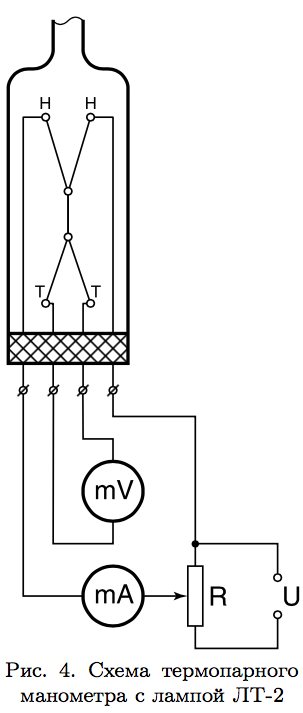 Н Н
Т Т
mV
mA R U
Рис. 4. Схема термопарного
манометра с лампой ЛТ-2